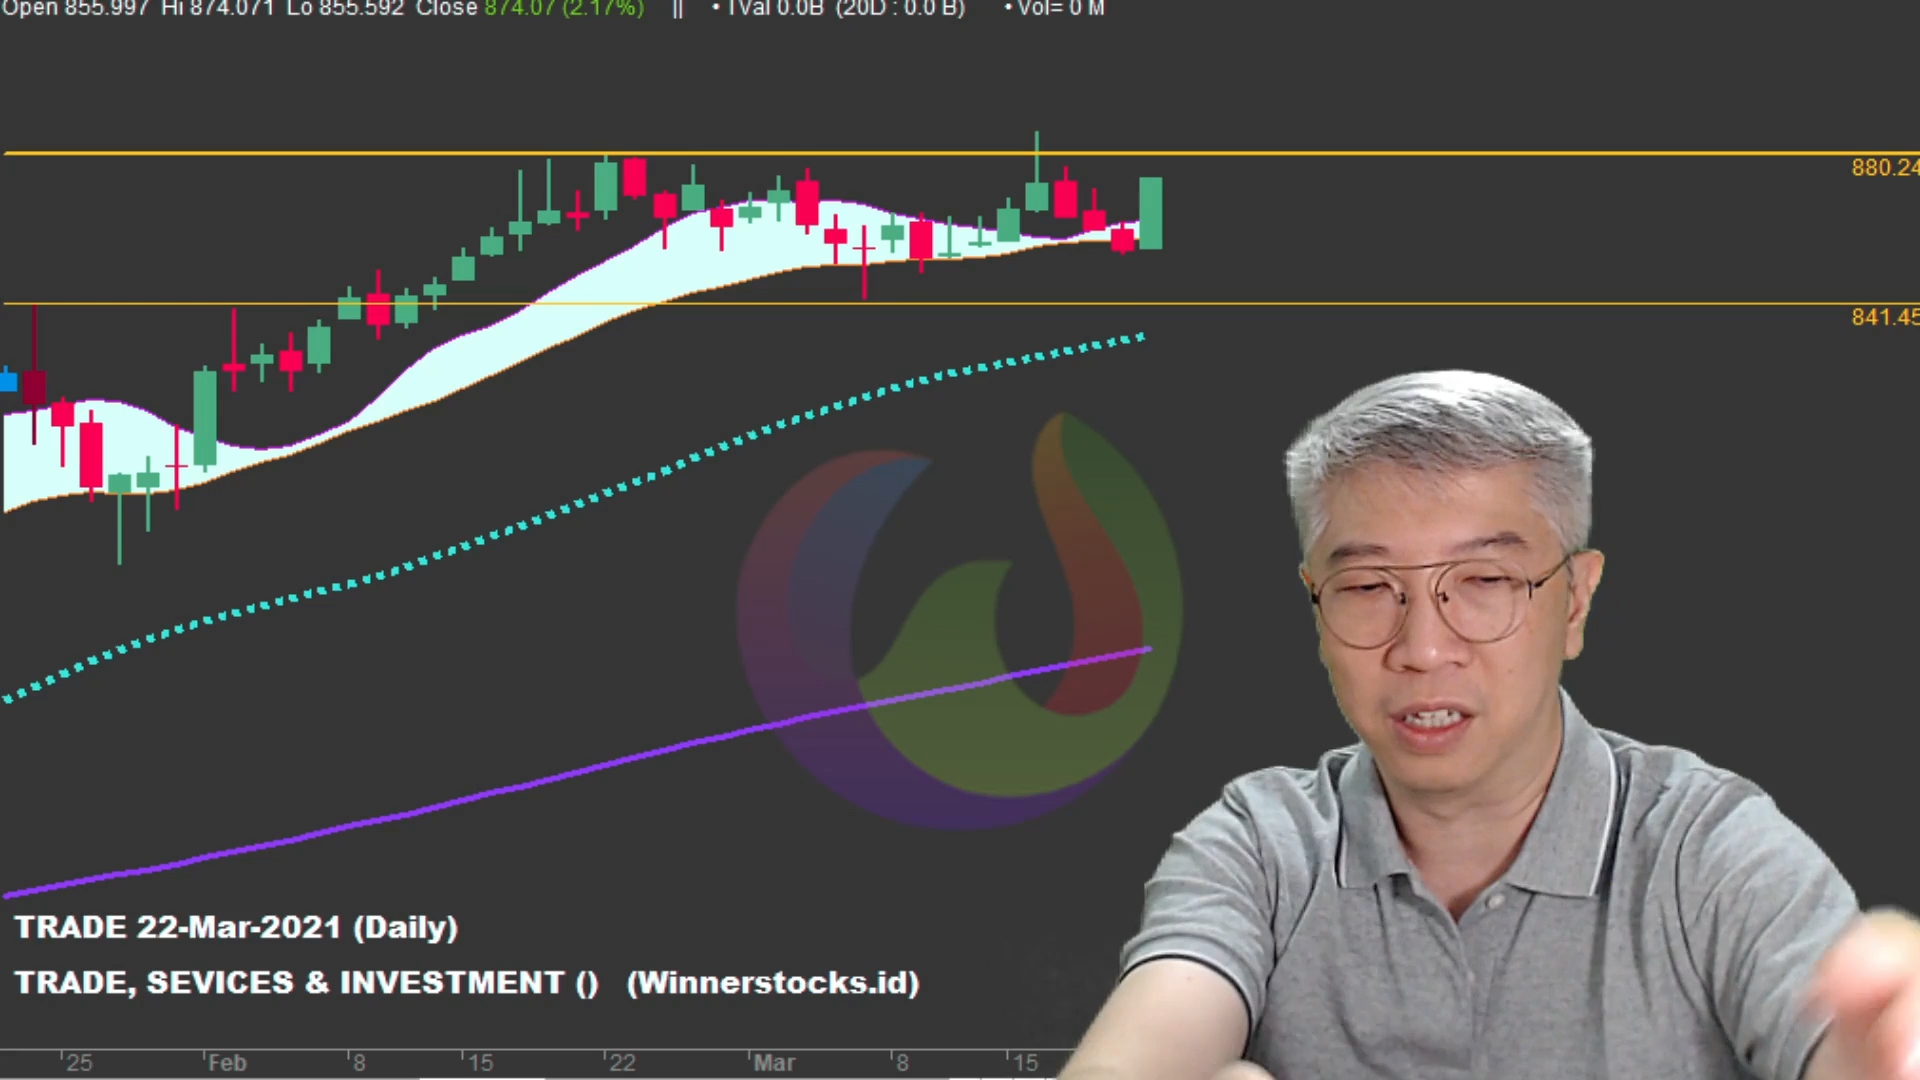 Open 855.997 Hi 874.071 Lo 855.592 Close 874.07 (2.17%) || • TVal 0.0B (20D : 0.0 B) • Vol= 0 M
880.24
841.45
TRADE 22-Mar-2021 (Daily)
TRADE, SEVICES & INVESTMENT () (Winnerstocks.id)
25 Feb 8 15 22 Mar 8 15